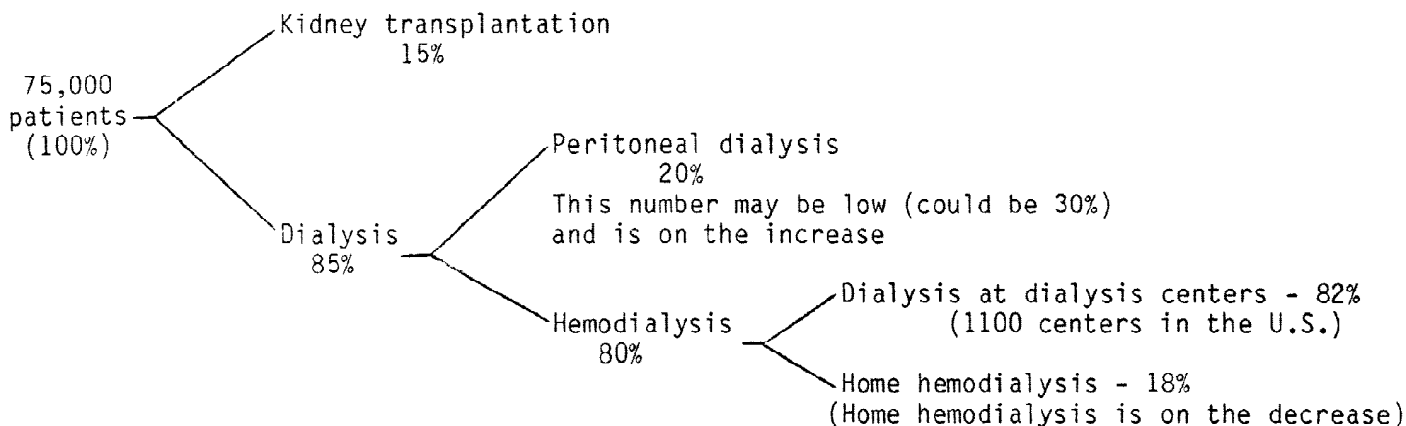 Kidney transplantation
15%
75,000
patients
(100%)
Peritoneal dialysis
20%
This number may be low (could be 30%)
and is on the increase
Dialysis
85%
Hemodialysis
80%
Dialysis at dialysis centers - 82%
(1100 centers in the U.S.)
Home hemodialysis - 18%
(Home hemodialysis is on the decrease)